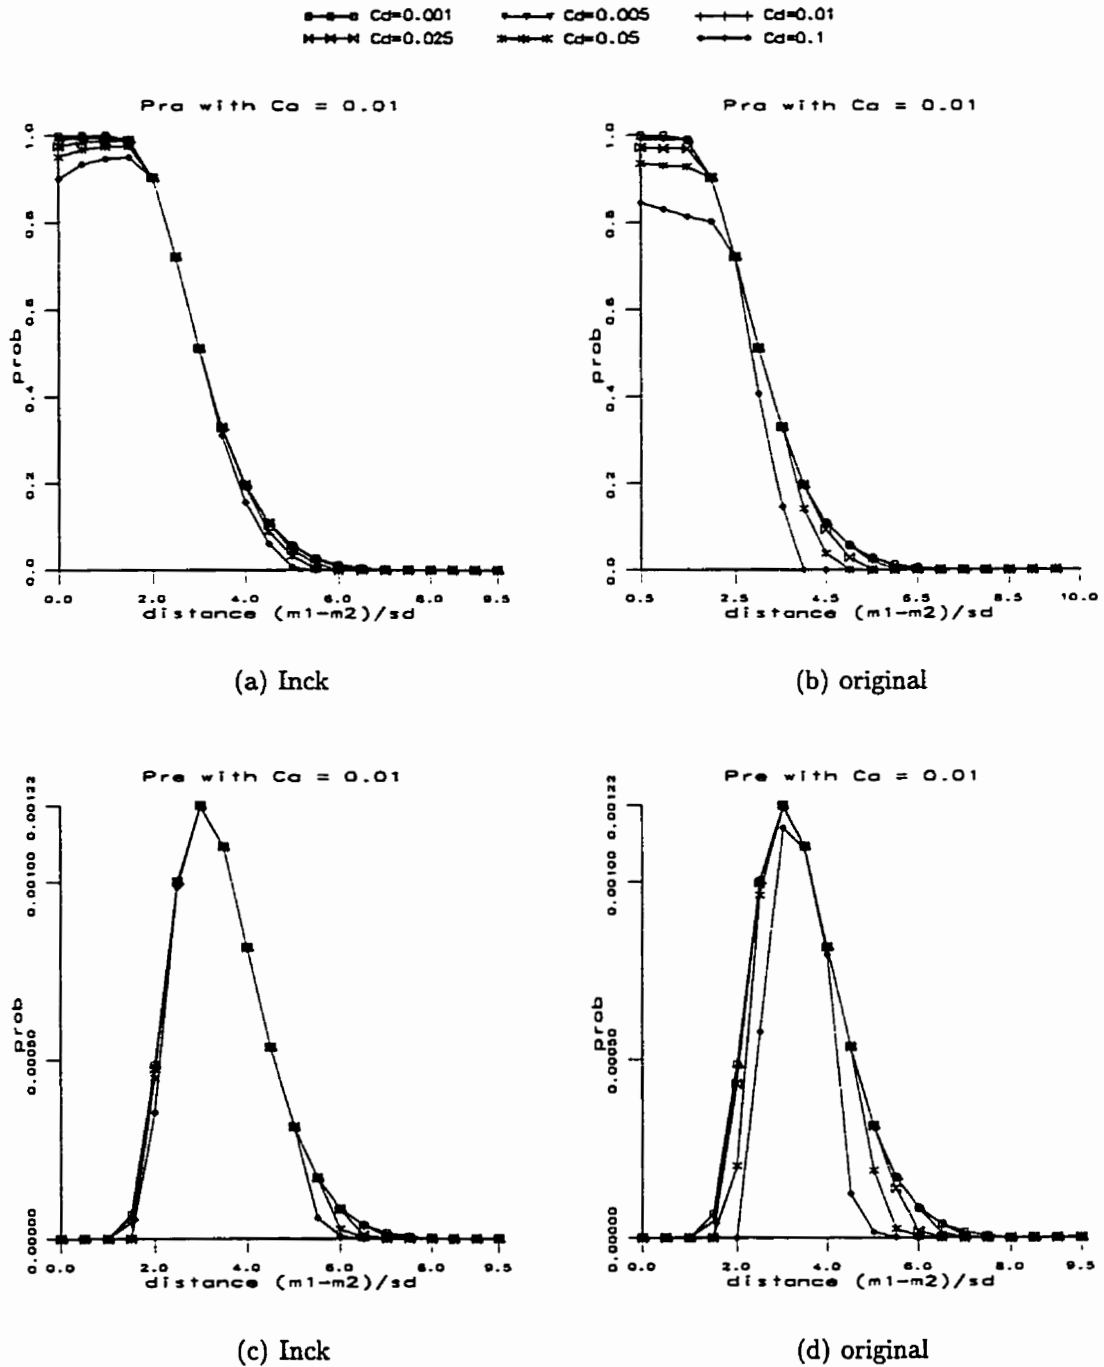 Cd=0.001 Cd=0.005 Cd=0.01
Cd=0.025 Cd=0.05 Cd=0.1
Pra with Ca = 0.01
prob
1.0
0.8
0.6
0.4
0.2
0.0
0.0 2.0 4.0 6.0 8.0 9.5
distance (m1-m2)/sd
(a) Inck
Pra with Ca = 0.01
prob
1.0
0.8
0.6
0.4
0.2
0.0
0.5 2.5 4.5 6.5 8.5 10.0
distance (m1-m2)/sd
(b) original
Pre with Ca = 0.01
prob
0.00122
0.00100
0.00050
0.00000
0.0 2.0 4.0 6.0 8.0 9.5
distance (m1-m2)/sd
(c) Inck
Pre with Ca = 0.01
prob
0.00122
0.00100
0.00050
0.00000
0.0 2.0 4.0 6.0 8.0 9.5
distance (m1-m2)/sd
(d) original